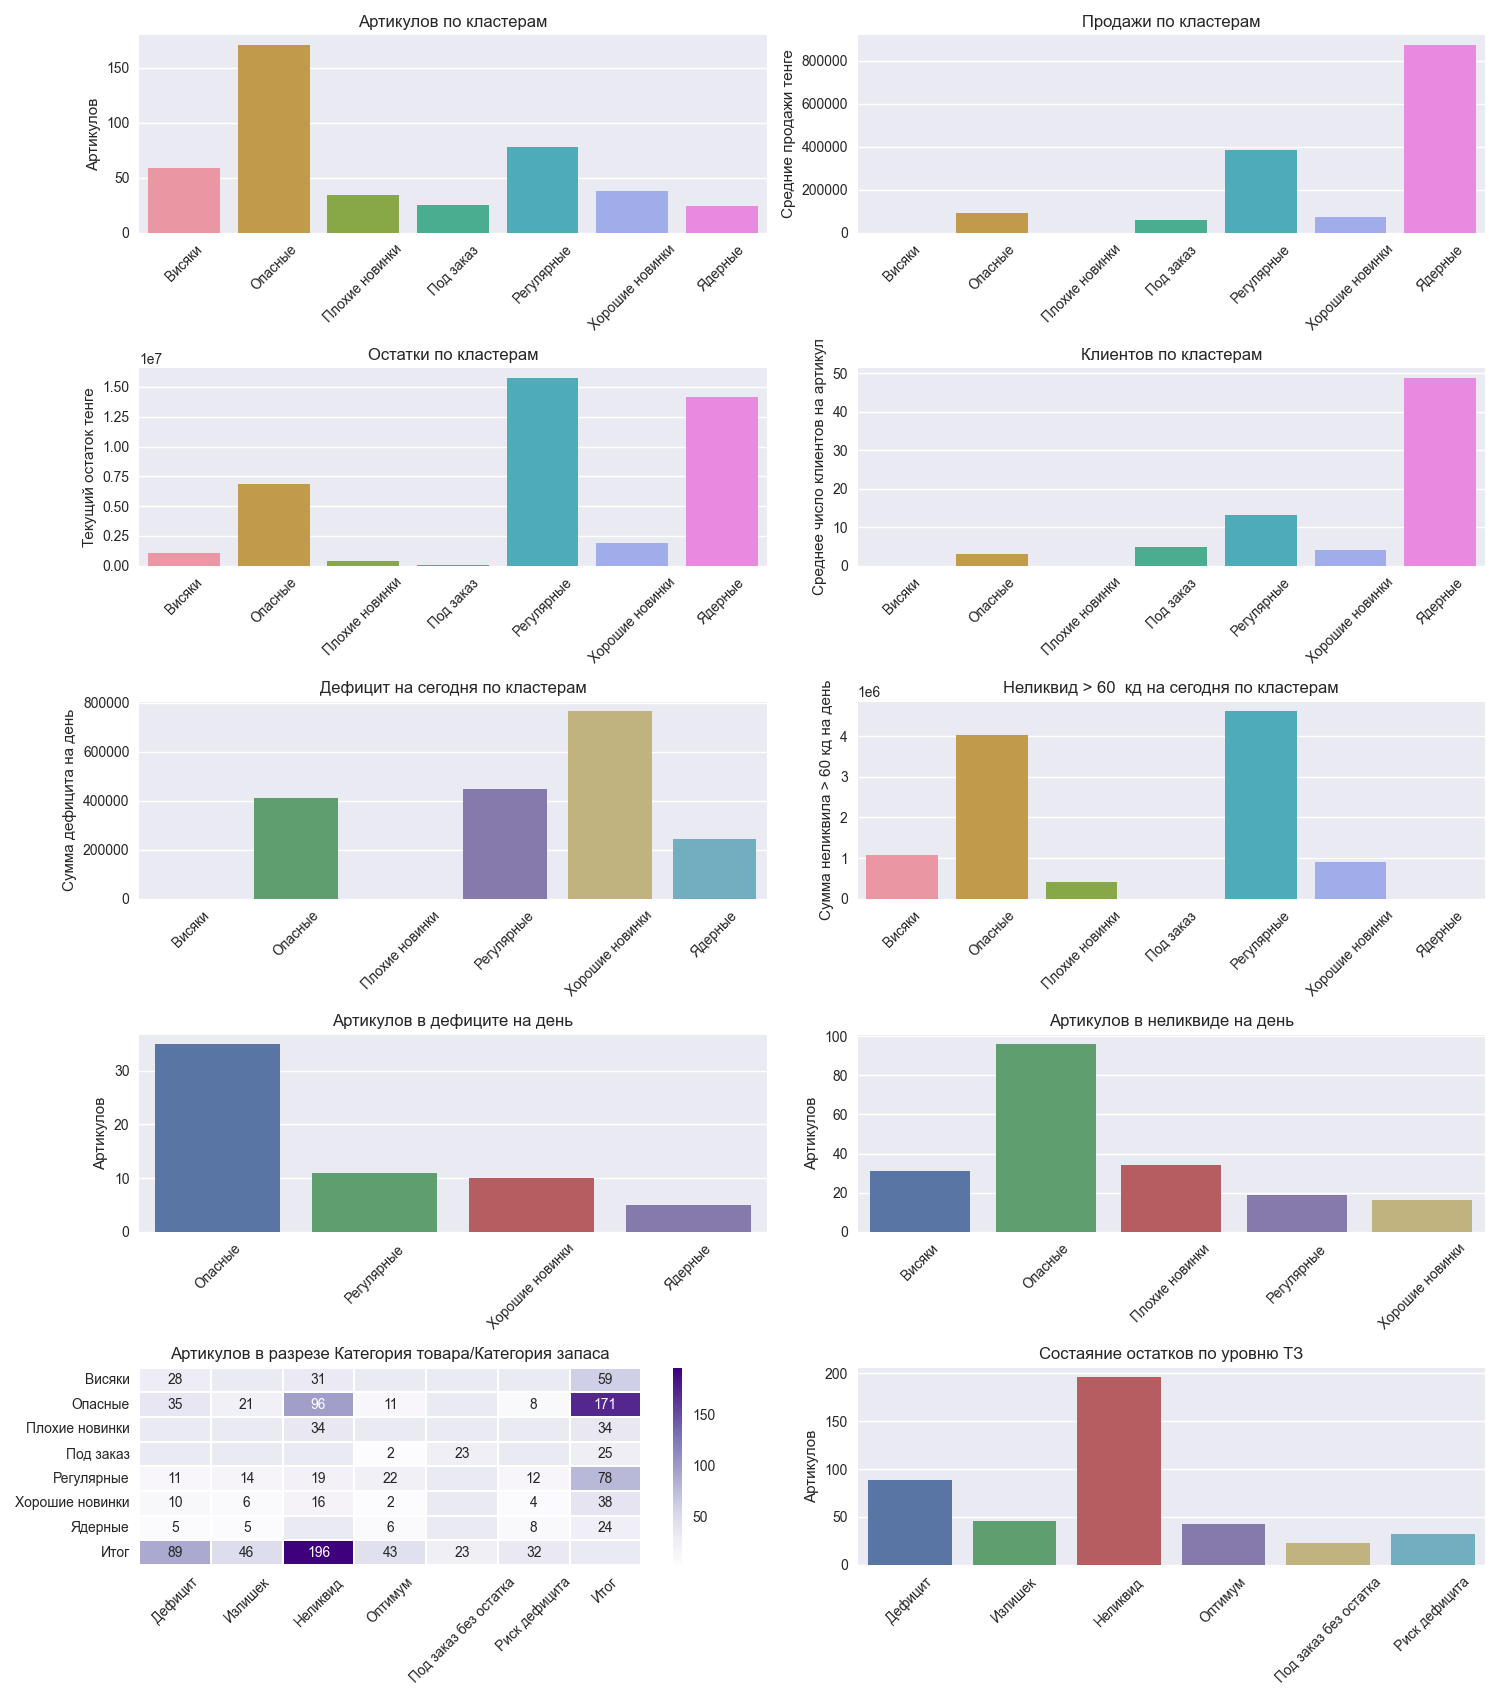 Артикулов по кластерам
Артикулов
150
100
50
0
Висяки
Опасные
Плохие новинки
Под заказ
Регулярные
Хорошие новинки
Ядерные
Продажи по кластерам
Средние продажи тенге
800000
600000
400000
200000
0
Висяки
Опасные
Плохие новинки
Под заказ
Регулярные
Хорошие новинки
Ядерные
Остатки по кластерам
1e7
Текущий остаток тенге
1.50
1.25
1.00
0.75
0.50
0.25
0.00
Висяки
Опасные
Плохие новинки
Под заказ
Регулярные
Хорошие новинки
Ядерные
Клиентов по кластерам
Среднее число клиентов на артикул
50
40
30
20
10
0
Висяки
Опасные
Плохие новинки
Под заказ
Регулярные
Хорошие новинки
Ядерные
Дефицит на сегодня по кластерам
Сумма дефицита на день
800000
600000
400000
200000
0
Висяки
Опасные
Плохие новинки
Регулярные
Хорошие новинки
Ядерные
Неликвид > 60  кд на сегодня по кластерам
1e6
Сумма неликвила > 60 кд на день
4
3
2
1
0
Висяки
Опасные
Плохие новинки
Под заказ
Регулярные
Хорошие новинки
Ядерные
Артикулов в дефиците на день
Артикулов
30
20
10
0
Опасные
Регулярные
Хорошие новинки
Ядерные
Артикулов в неликвиде на день
Артикулов
100
80
60
40
20
0
Висяки
Опасные
Плохие новинки
Регулярные
Хорошие новинки
Артикулов в разрезе Категория товара/Категория запаса
Висяки 28 31 59
Опасные 35 21 96 11 8 171
Плохие новинки 34 34
Под заказ 2 23 25
Регулярные 11 14 19 22 12 78
Хорошие новинки 10 6 16 2 4 38
Ядерные 5 5 6 8 24
Итог 89 46 196 43 23 32
Дефицит
Излишек
Неликвид
Оптимум
Под заказ без остатка
Риск дефицита
Итог
150
100
50
Состаяние остатков по уровню ТЗ
Артикулов
200
150
100
50
0
Дефицит
Излишек
Неликвид
Оптимум
Под заказ без остатка
Риск дефицита